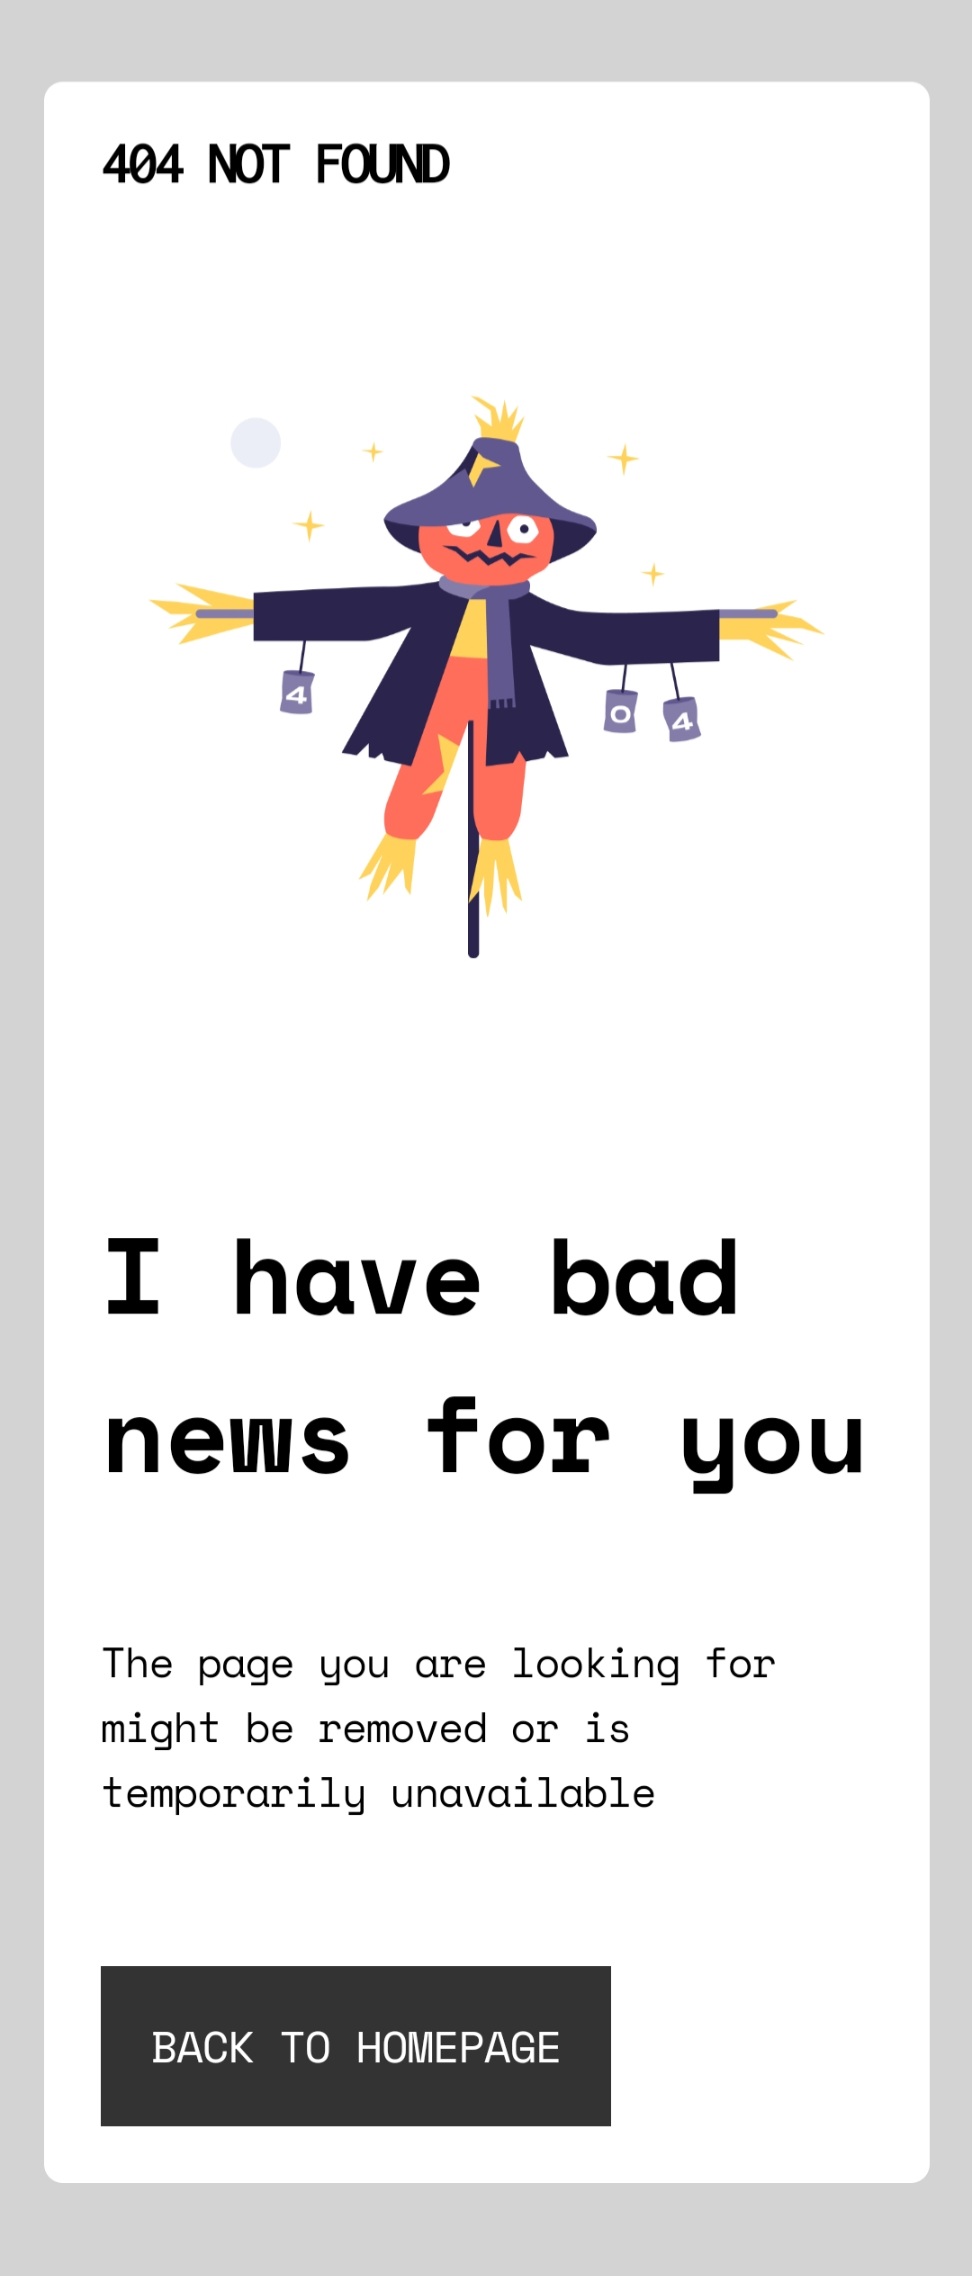 404 NOT FOUND
4
0 4
I have bad
news for you
The page you are looking for
might be removed or is
temporarily unavailable
BACK TO HOMEPAGE